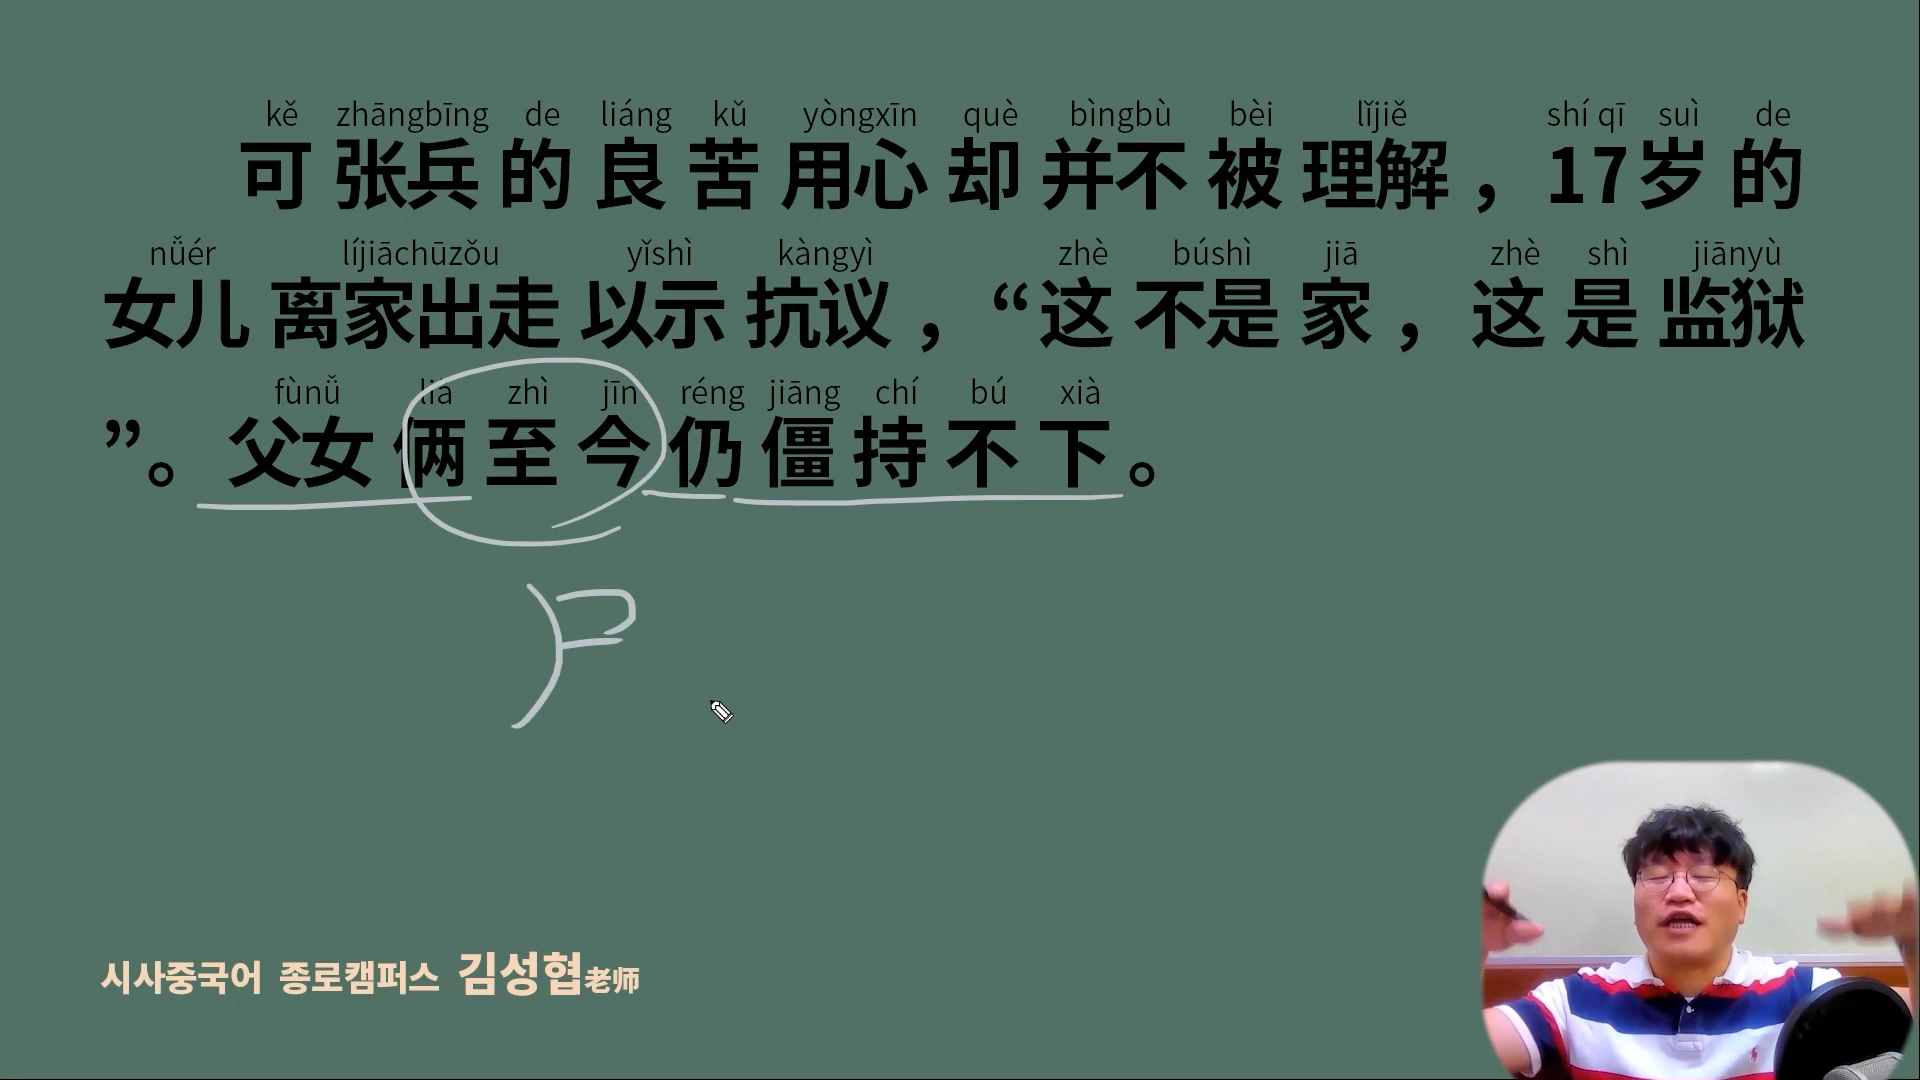 kě zhāngbīng de liáng kǔ yòngxīn què bìngbù bèi lǐjiě shí qī suì de
可 张兵 的 良 苦 用心 却 并不 被 理解 ，17岁 的
nǚér líjiāchūzǒu yǐshì kàngyì zhè búshì jiā zhè shì jiānyù
女儿 离家出走 以示 抗议 ，“这 不是 家 ，这 是 监狱
fùnǚ liǎ zhì jīn réng jiāng chí bú xià
”。父女 俩 至 今 仍 僵 持 不 下 。
시사중국어 종로캠퍼스 김성협老师